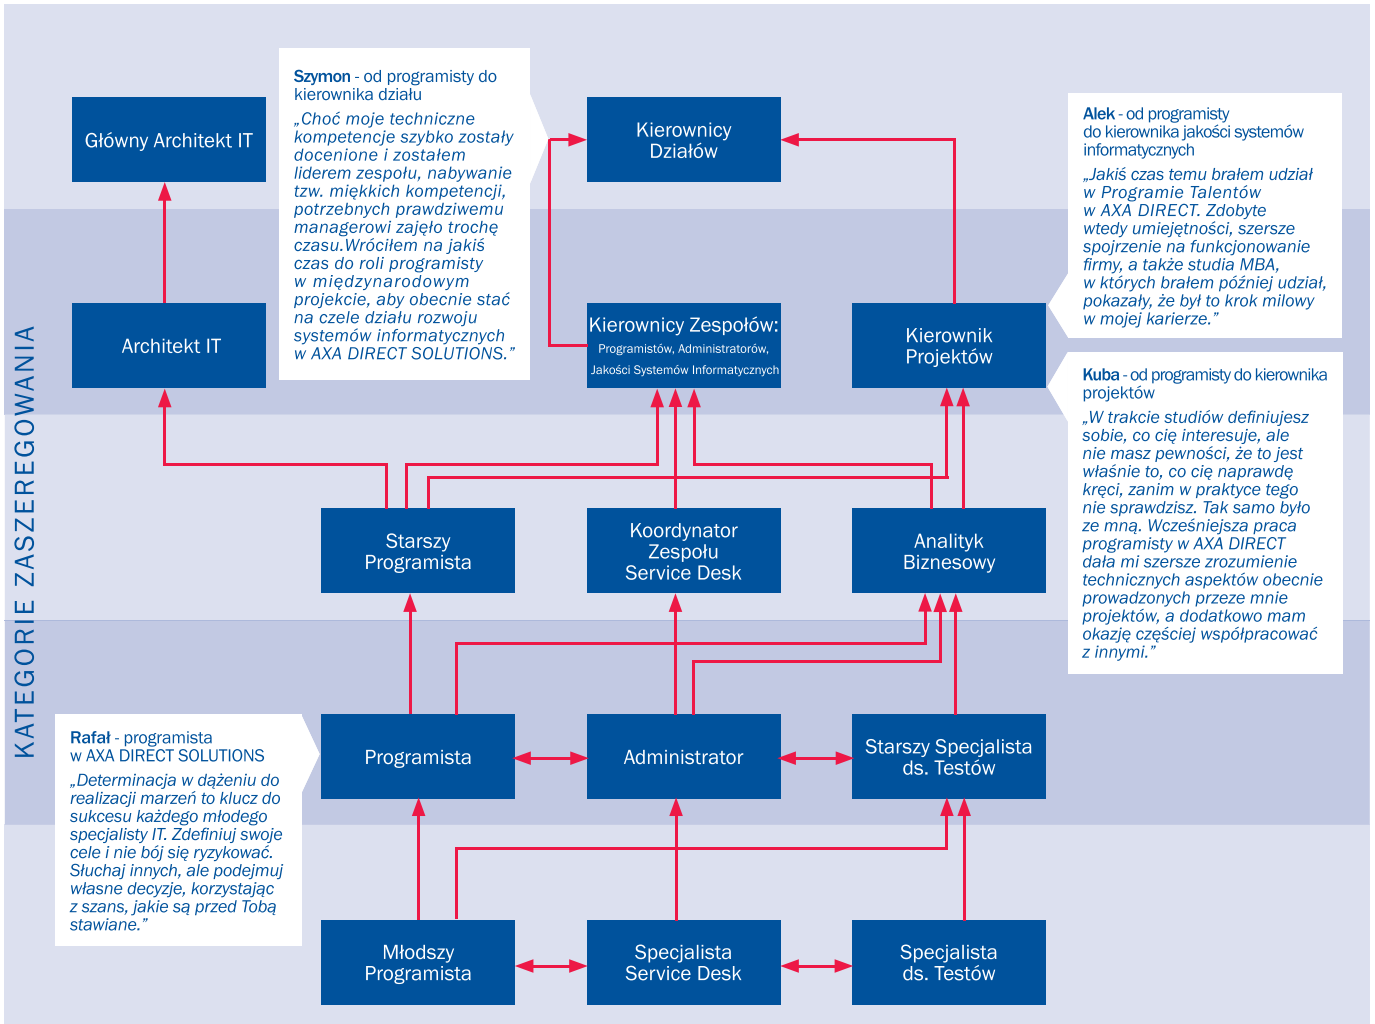 KATEGORIE ZASZEREGOWANIA
Główny Architekt IT
Szymon - od programisty do
kierownika działu
„Choć moje techniczne
kompetencje szybko zostały
docenione i zostałem
liderem zespołu, nabywanie
tzw. miękkich kompetencji,
potrzebnych prawdziwemu
managerowi zajęło trochę
czasu.Wróciłem na jakiś
czas do roli programisty
w międzynarodowym
projekcie, aby obecnie stać
na czele działu rozwoju
systemów informatycznych
w AXA DIRECT SOLUTIONS.”
Kierownicy
Działów
Alek - od programisty
do kierownika jakości systemów
informatycznych
„Jakiś czas temu brałem udział
w Programie Talentów
w AXA DIRECT. Zdobyte
wtedy umiejętności, szersze
spojrzenie na funkcjonowanie
firmy, a także studia MBA,
w których brałem później udział,
pokazały, że był to krok milowy
w mojej karierze.”
Architekt IT
Kierownicy Zespołów:
Programistów, Administratorów,
Jakości Systemów Informatycznych
Kierownik
Projektów
Kuba - od programisty do kierownika
projektów
„W trakcie studiów definiujesz
sobie, co cię interesuje, ale
nie masz pewności, że to jest
właśnie to, co cię naprawdę
kręci, zanim w praktyce tego
nie sprawdzisz. Tak samo było
ze mną. Wcześniejsza praca
programisty w AXA DIRECT
dała mi szersze zrozumienie
technicznych aspektów obecnie
prowadzonych przeze mnie
projektów, a dodatkowo mam
okazję częściej współpracować
z innymi.”
Starszy
Programista
Koordynator
Zespołu
Service Desk
Analityk
Biznesowy
Rafał - programista
w AXA DIRECT SOLUTIONS
„Determinacja w dążeniu do
realizacji marzeń to klucz do
sukcesu każdego młodego
specjalisty IT. Zdefiniuj swoje
cele i nie bój się ryzykować.
Słuchaj innych, ale podejmuj
własne decyzje, korzystając
z szans, jakie są przed Tobą
stawiane.”
Programista
Administrator
Starszy Specjalista
ds. Testów
Młodszy
Programista
Specjalista
Service Desk
Specjalista
ds. Testów